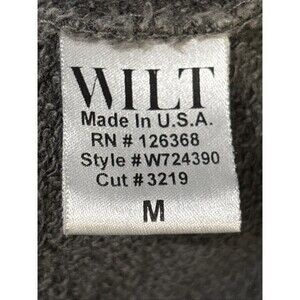 WILT
Made In U.S.A.
RN # 126368
Style # W724390
Cut # 3219
M